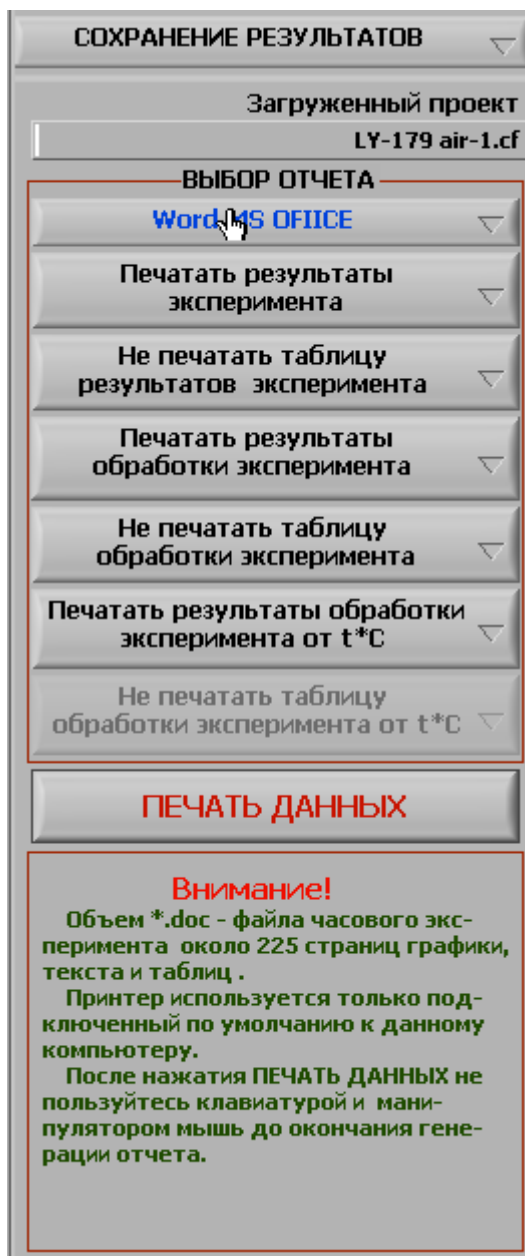 СОХРАНЕНИЕ РЕЗУЛЬТАТОВ
Загруженный проект
LY-179 air-1.cf
ВЫБОР ОТЧЕТА
Word MS OFIICE
Печатать результаты
эксперимента
Не печатать таблицу
результатов эксперимента
Печатать результаты
обработки эксперимента
Не печатать таблицу
обработки эксперимента
Печатать результаты обработки
эксперимента от t*C
Не печатать таблицу
обработки эксперимента от t*C
ПЕЧАТЬ ДАННЫХ
Внимание!
Объем *.doc - файла часового экс-
перимента около 225 страниц графики,
текста и таблиц .
Принтер используется только под-
ключенный по умолчанию к данному
компьютеру.
После нажатия ПЕЧАТЬ ДАННЫХ не
пользуйтесь клавиатурой и мани-
пулятором мышь до окончания гене-
рации отчета.